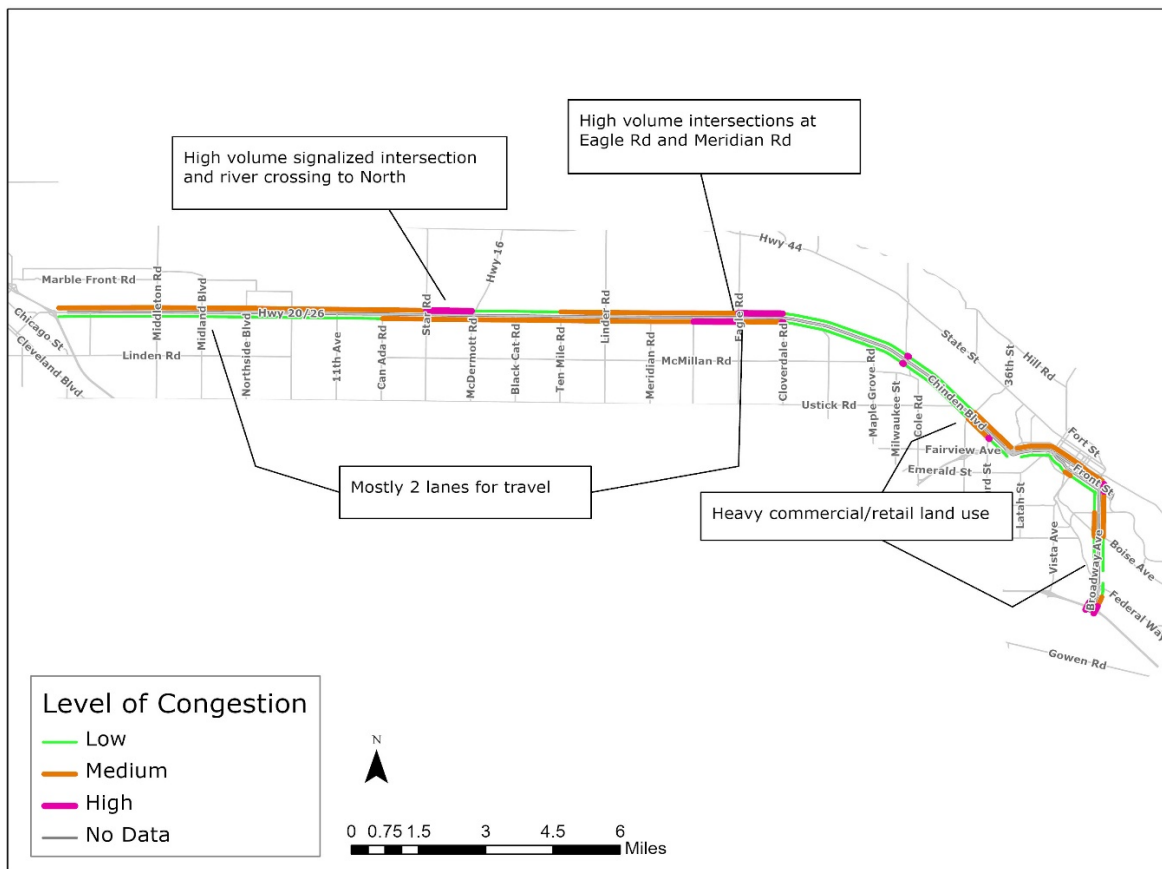 High volume intersections at
Eagle Rd and Meridian Rd
High volume signalized intersection
and river crossing to North
Hwy 44
Hwy 16
Marble Front Rd
Middleton Rd
Midland Blvd
Northside Blvd
Hwy 20/26
Star Rd
Linder Rd
Eagle Rd
Chicago St
Cleveland Blvd
Linden Rd
11th Ave
Can Ada Rd
McDermott Rd
Black Cat Rd
Ten Mile Rd
Meridian Rd
McMillan Rd
Cloverdale Rd
State St
36th St
Hill Rd
Maple Grove Rd
Milwaukee St
Cole Rd
Chinden Blvd
Ustick Rd
Fairview Ave
Emerald St
ard St
Latah St
Fort St
Front St
Mostly 2 lanes for travel
Heavy commercial/retail land use
Vista Ave
Broadway Ave
Boise Ave
Federal Way
Gowen Rd
Level of Congestion
Low
Medium
High
No Data
N
0 0.75 1.5 3 4.5 6
Miles